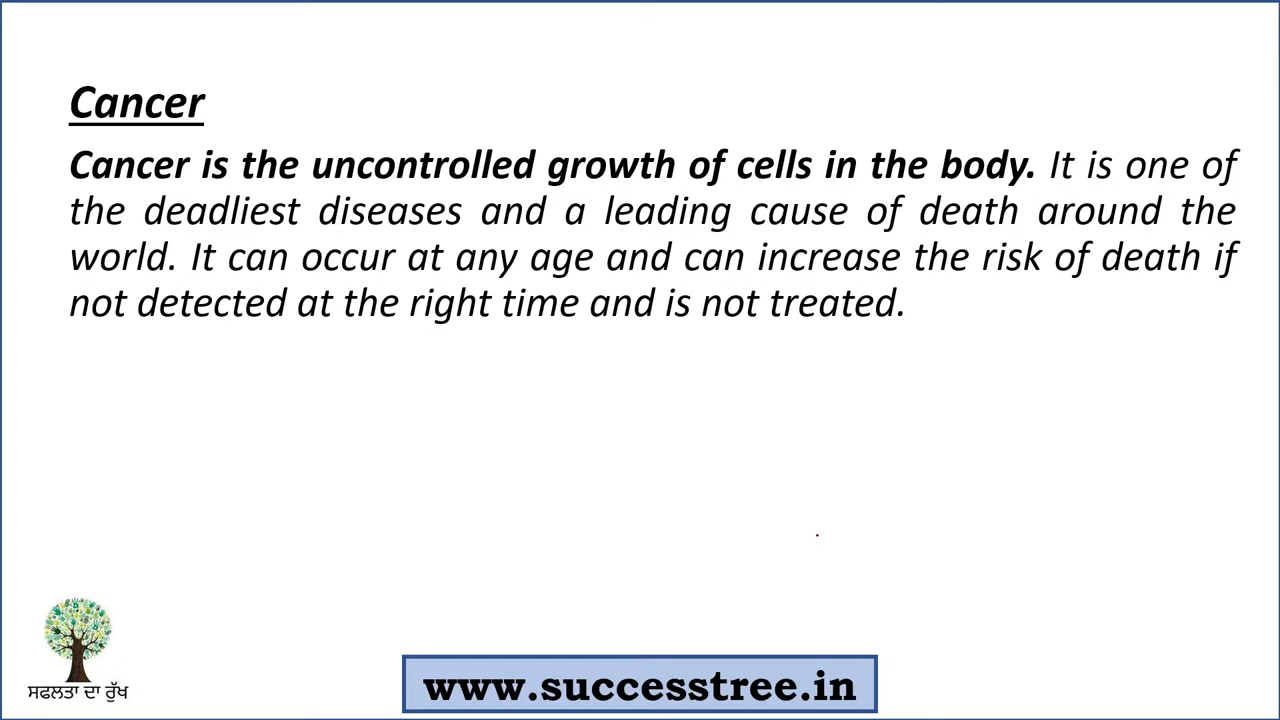 Cancer
Cancer is the uncontrolled growth of cells in the body. It is one of
the deadliest diseases and a leading cause of death around the
world. It can occur at any age and can increase the risk of death if
not detected at the right time and is not treated.
ਸਫਲਤਾ ਦਾ ਰੁੱਖ
www.successtree.in